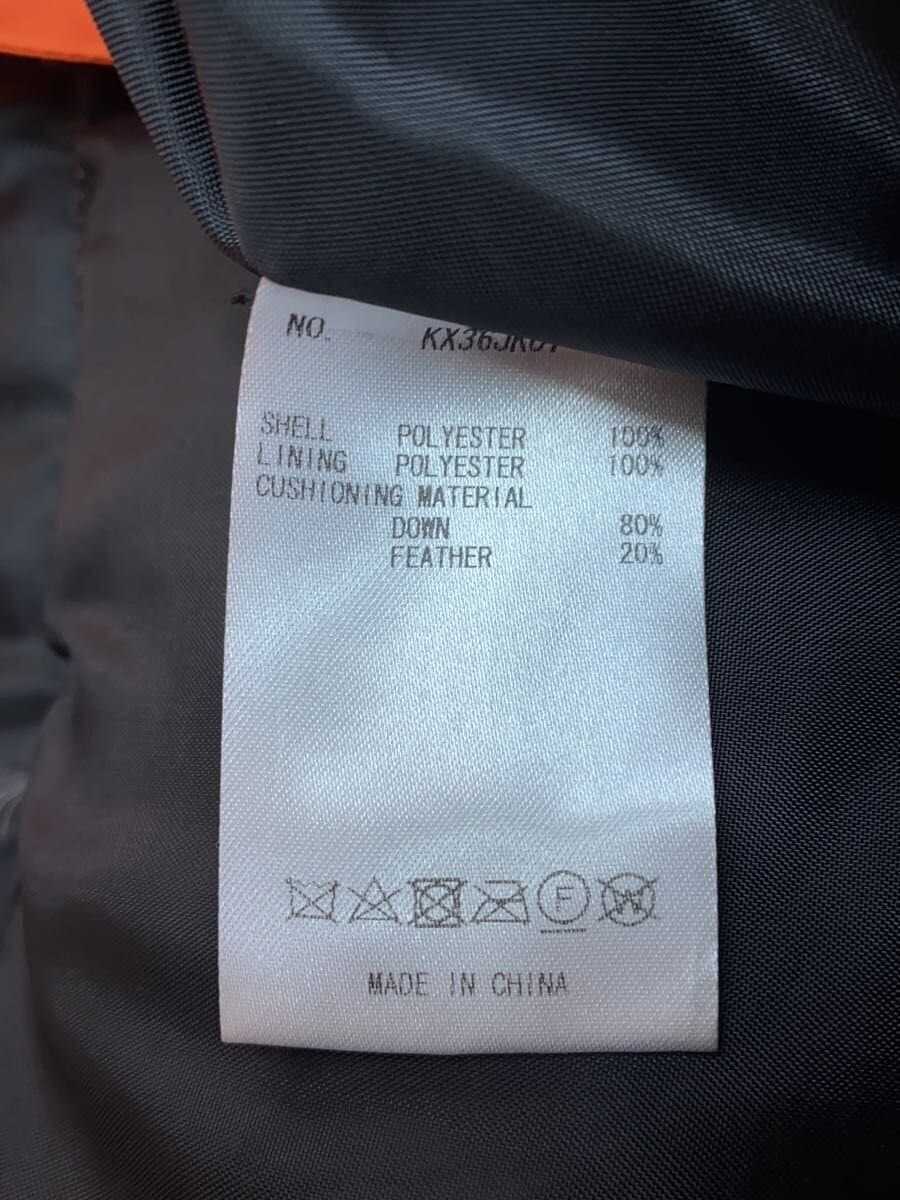 NO.
SHELL POLYESTER 100%
LINING POLYESTER 100%
CUSHIONING MATERIAL
DOWN 80%
FEATHER 20%
F W
MADE IN CHINA